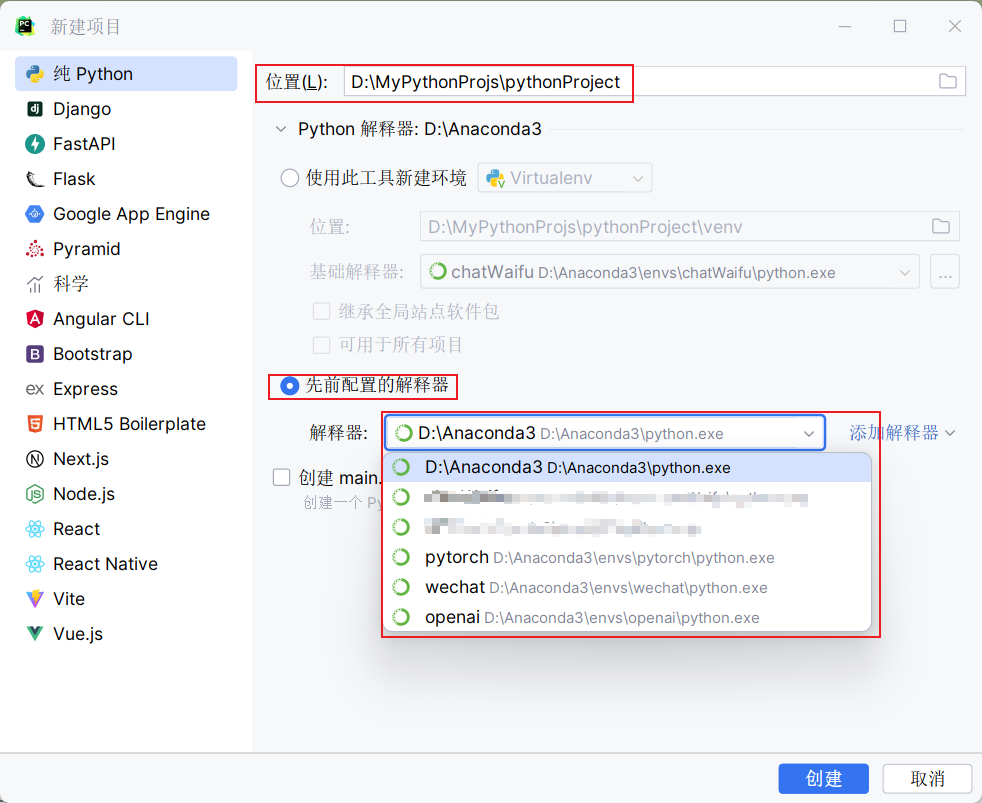 新建项目
纯 Python
Django
FastAPI
Flask
Google App Engine
Pyramid
科学
Angular CLI
Bootstrap
Express
HTML5 Boilerplate
Next.js
Node.js
React
React Native
Vite
Vue.js
位置(L): D:\MyPythonProjs\pythonProject
Python 解释器: D:\Anaconda3
使用此工具新建环境 Virtualenv
位置: D:\MyPythonProjs\pythonProject\venv
基础解释器: chatWaifu D:\Anaconda3\envs\chatWaifu\python.exe ...
继承全局站点软件包
可用于所有项目
先前配置的解释器
解释器: D:\Anaconda3 D:\Anaconda3\python.exe 添加解释器
D:\Anaconda3 D:\Anaconda3\python.exe
创建 main.
创建一个 Py
pytorch D:\Anaconda3\envs\pytorch\python.exe
wechat D:\Anaconda3\envs\wechat\python.exe
openai D:\Anaconda3\envs\openai\python.exe
创建 取消